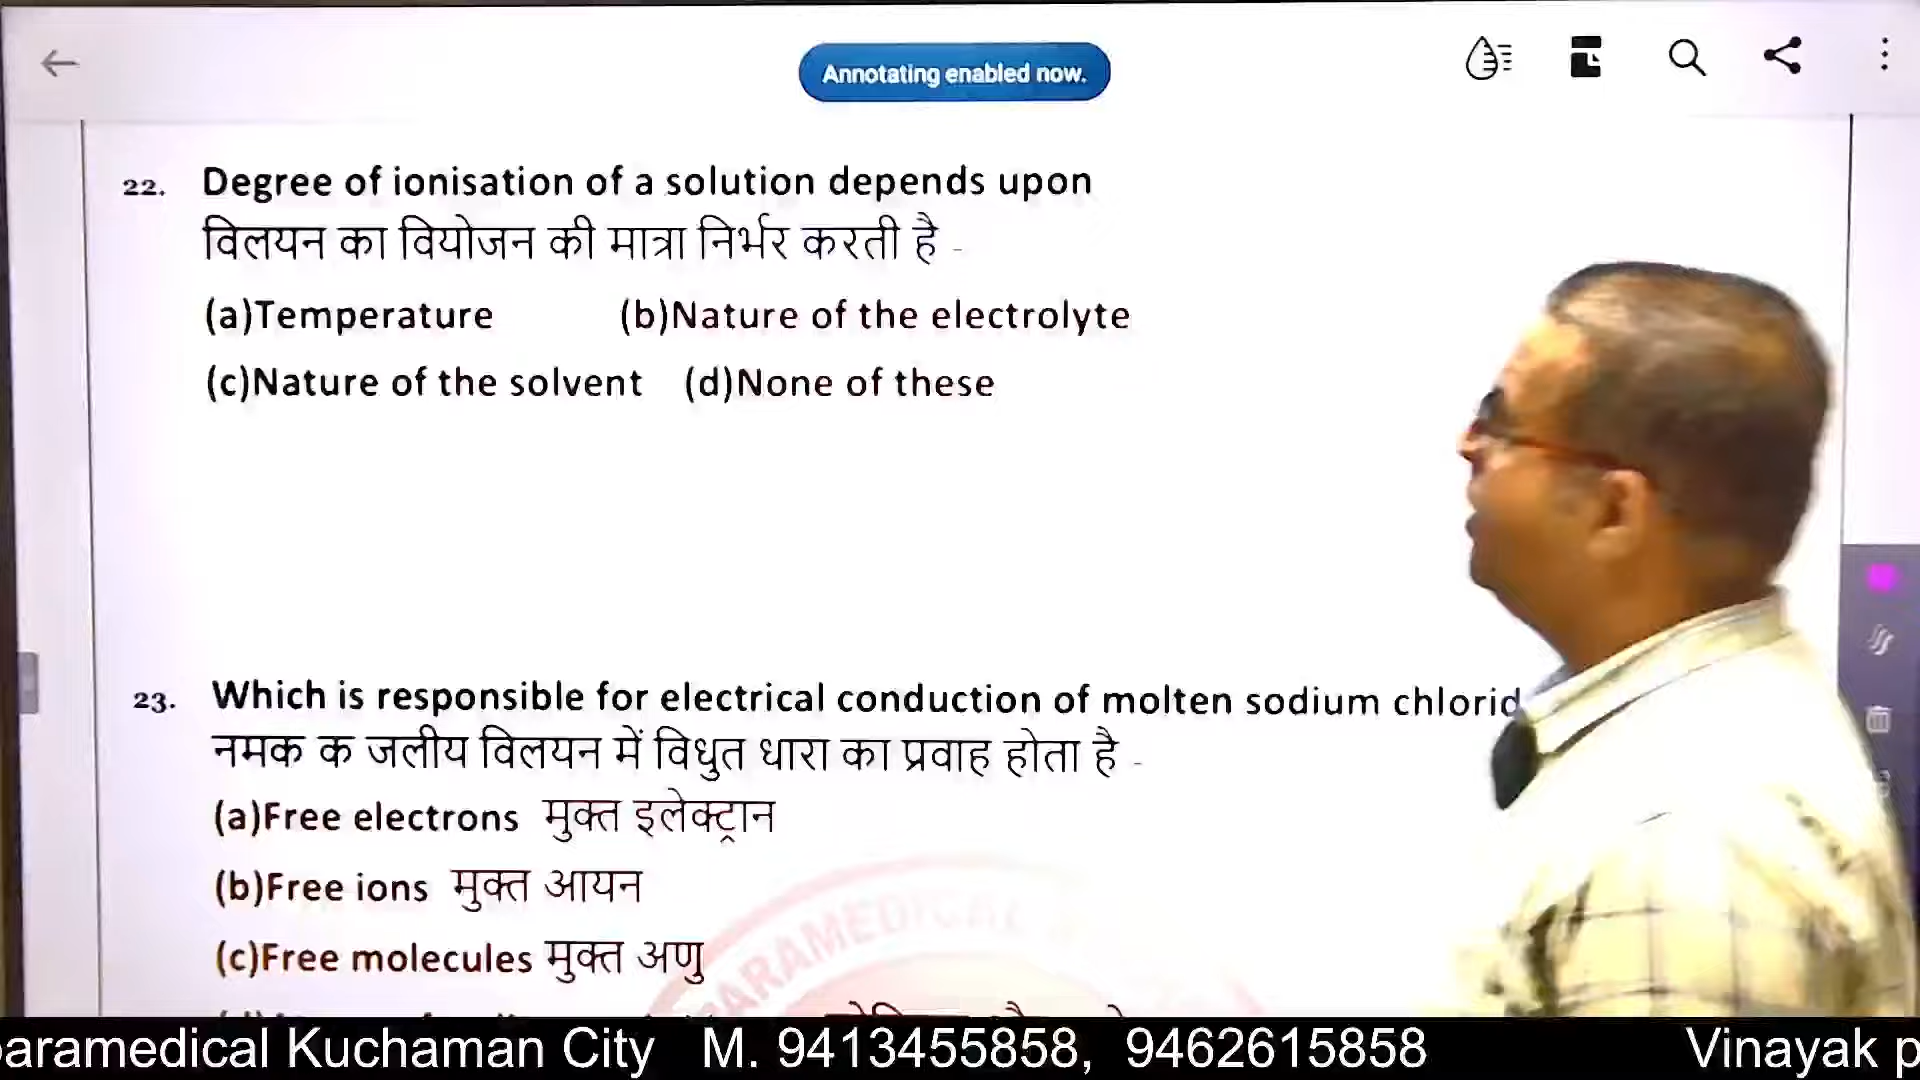 Annotating enabled now.
22. Degree of ionisation of a solution depends upon
विलयन का वियोजन की मात्रा निर्भर करती है -
(a)Temperature (b)Nature of the electrolyte
(c)Nature of the solvent (d)None of these
23. Which is responsible for electrical conduction of molten sodium chlorid
नमक क जलीय विलयन में विधुत धारा का प्रवाह होता है -
(a)Free electrons मुक्त इलेक्ट्रान
(b)Free ions मुक्त आयन
(c)Free molecules मुक्त अणु
PARAMEDICAL
aramedical Kuchaman City M. 9413455858, 9462615858 Vinayak p